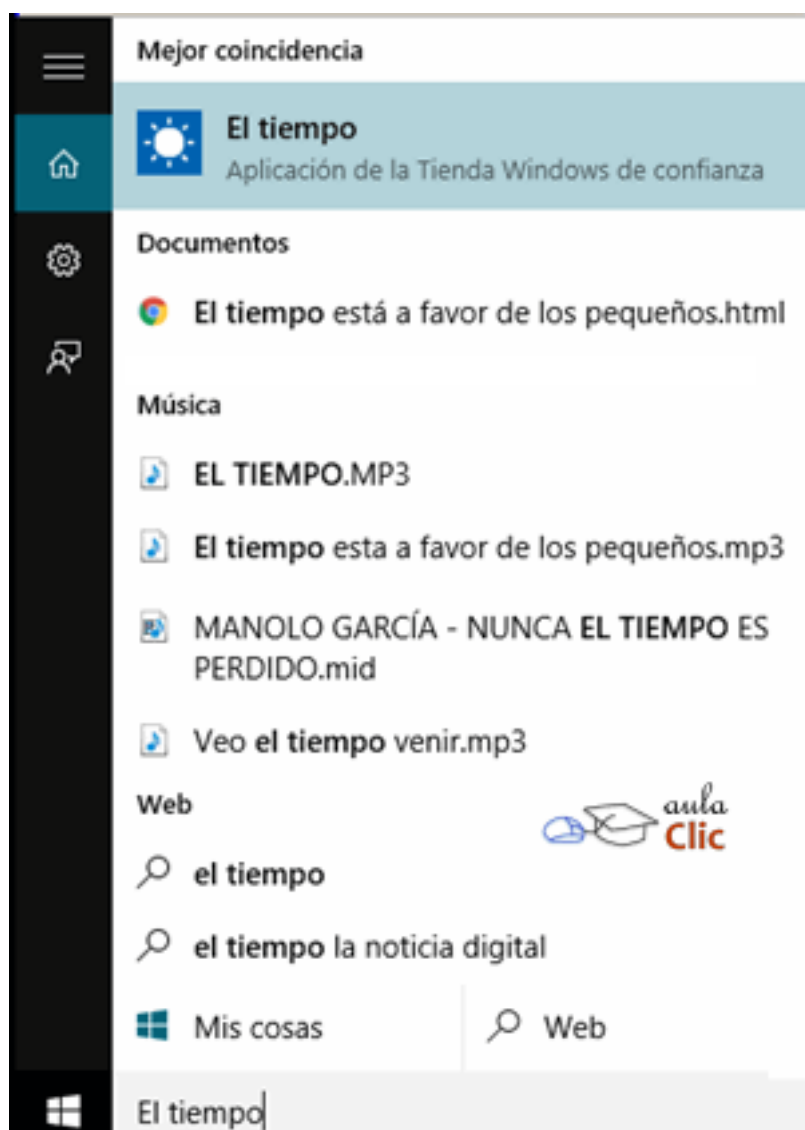 Mejor coincidencia
El tiempo
Aplicación de la Tienda Windows de confianza
Documentos
El tiempo está a favor de los pequeños.html
Música
EL TIEMPO.MP3
El tiempo esta a favor de los pequeños.mp3
MANOLO GARCÍA - NUNCA EL TIEMPO ES
PERDIDO.mid
Veo el tiempo venir.mp3
Web
aula
Clic
el tiempo
el tiempo la noticia digital
Mis cosas
Web
El tiempo